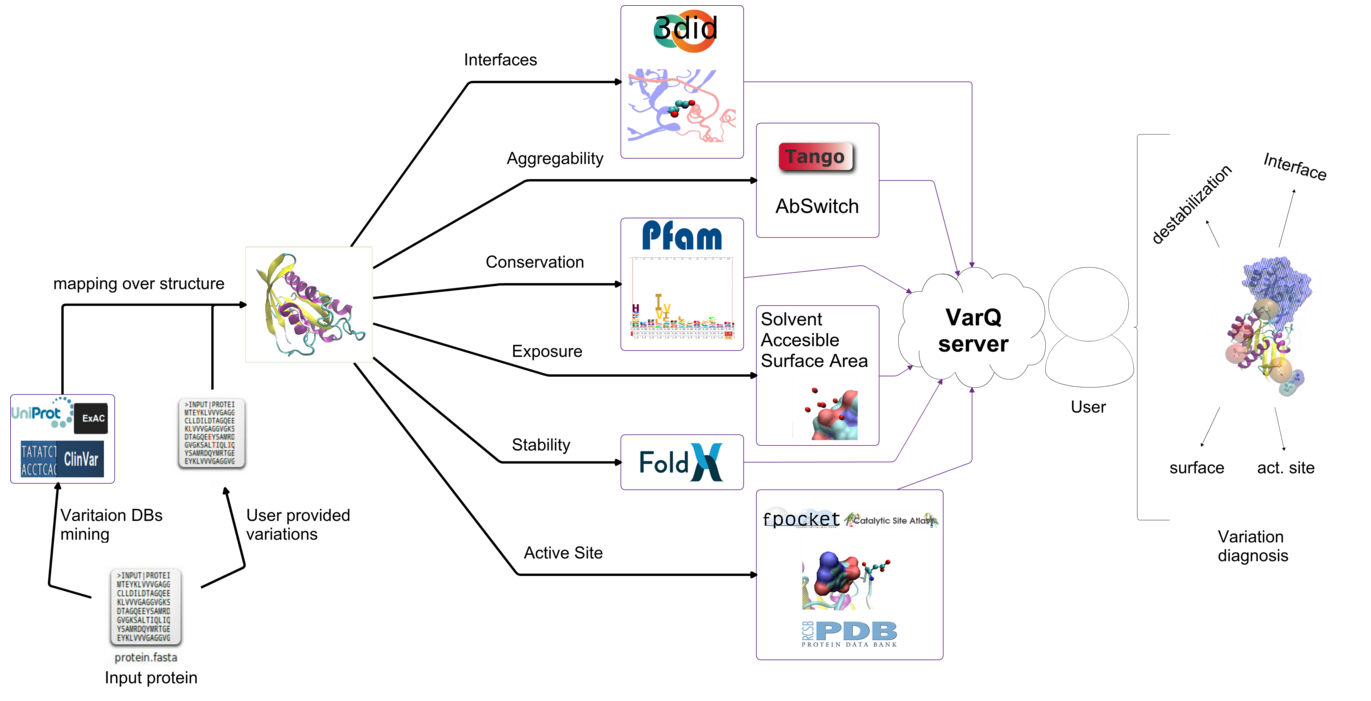 Interfaces
3did
Aggregability
Tango
AbSwitch
Conservation
Pfam
mapping over structure
Exposure
Solvent
Accesible
Surface Area
VarQ
server
User
destabilization
Interface
surface
act. site
Variation
diagnosis
Stability
FoldX
Active Site
fpocket
Catalytic Site Atlas
RCSB
PDB
PROTEIN DATA BANK
UniProt
ExAC
TATATCT
ACCTCAC
ClinVar
>INPUT|PROTEI
MTEYKLVVVGAGG
CLLDILDTAGQEE
KLVVVGAGGVGKS
DTAGQEEYSAMRD
GVGKSALTIQLIQ
YSAMRDQYMRTGE
EYKLVVVGAGGVG
Varitaion DBs
mining
User provided
variations
>INPUT|PROTEI
MTEYKLVVVGAGG
CLLDILDTAGQEE
KLVVVGAGGVGKS
DTAGQEEYSAMRD
GVGKSALTIQLIQ
YSAMRDQYMRTGE
EYKLVVVGAGGVG
protein.fasta
Input protein